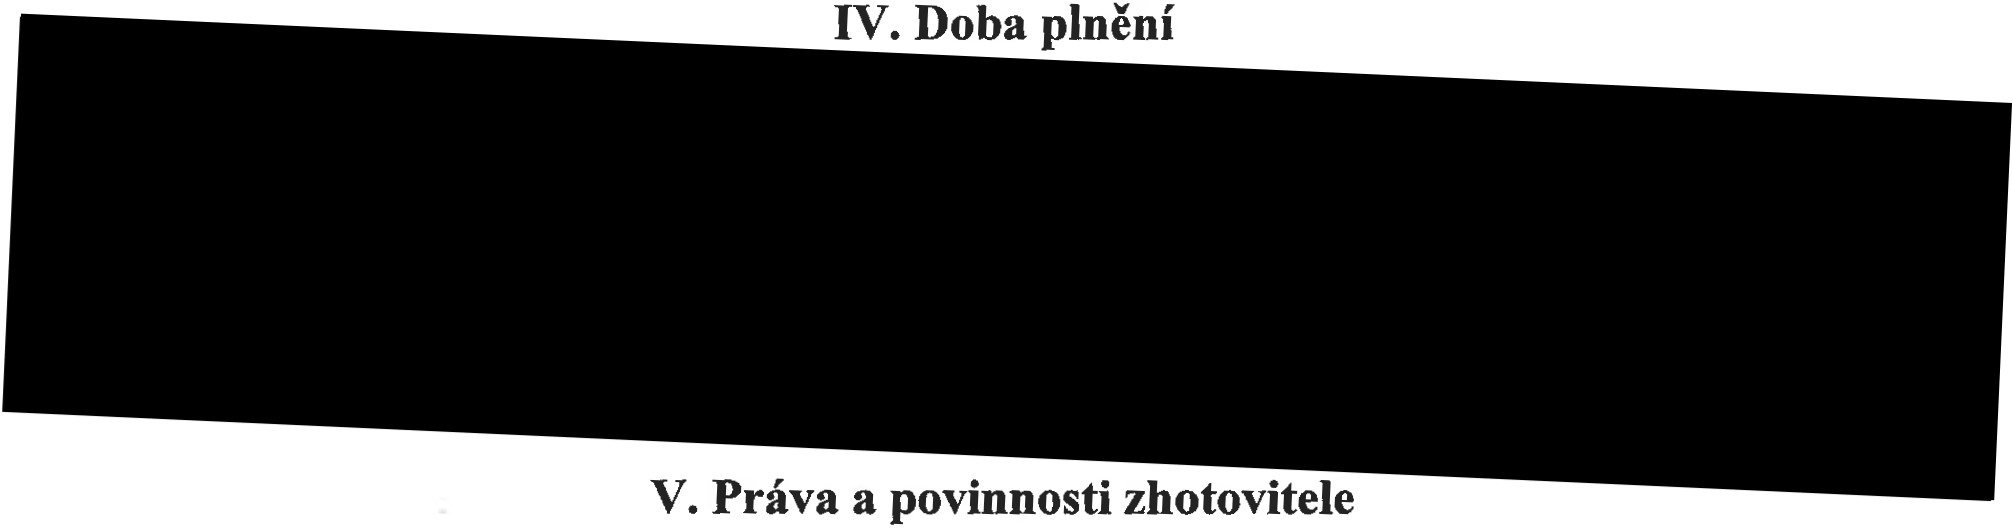 IV. Doba plnění
V. Práva a povinnosti zhotovitele